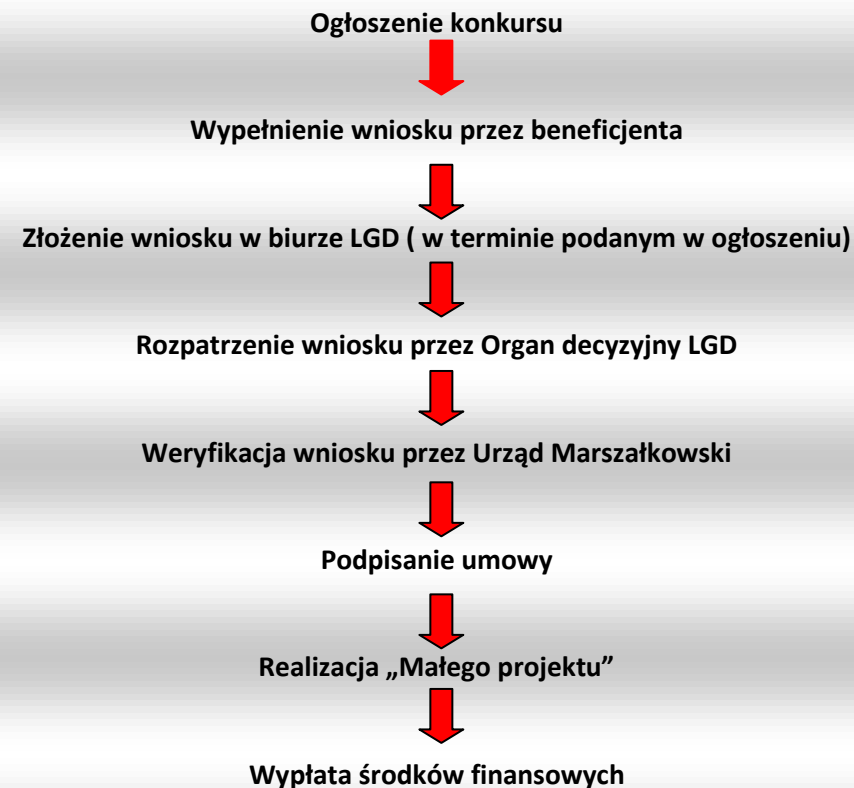 Ogłoszenie konkursu
Wypełnienie wniosku przez beneficjenta
Złożenie wniosku w biurze LGD ( w terminie podanym w ogłoszeniu)
Rozpatrzenie wniosku przez Organ decyzyjny LGD
Weryfikacja wniosku przez Urząd Marszałkowski
Podpisanie umowy
Realizacja „Małego projektu”
Wypłata środków finansowych